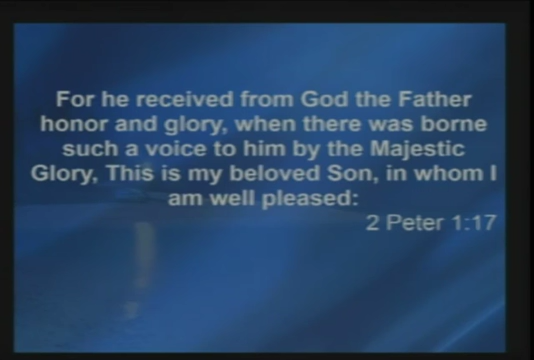 For he received from God the Father
honor and glory, when there was borne
such a voice to him by the Majestic
Glory, This is my beloved Son, in whom I
am well pleased:
2 Peter 1:17